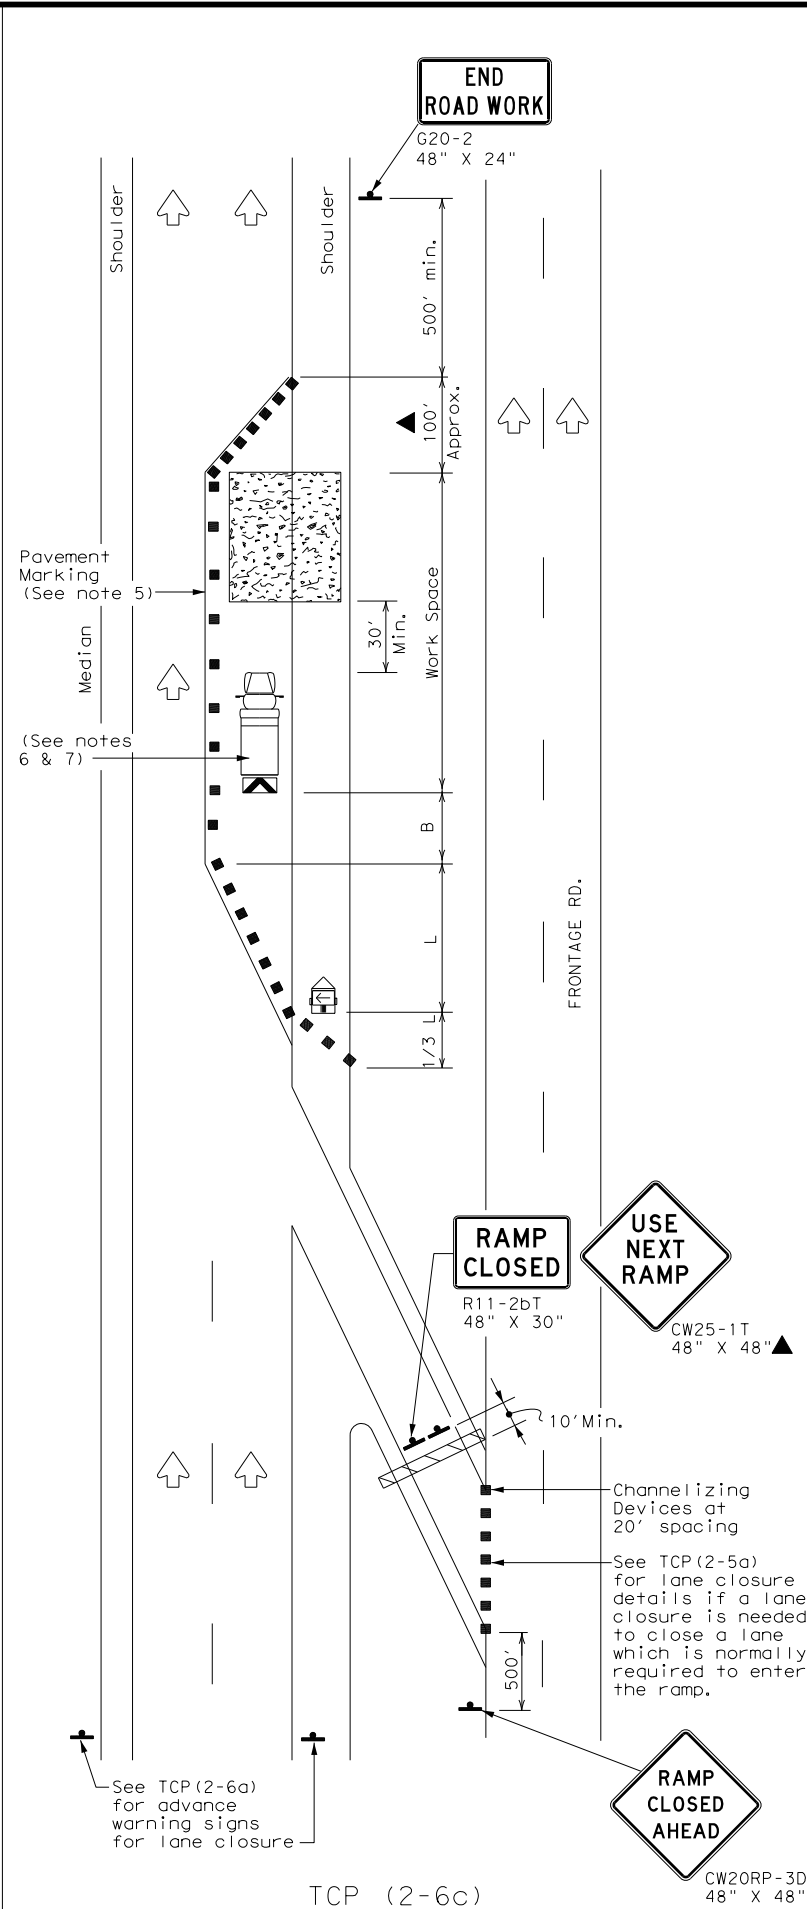 END
ROAD WORK
G20-2
48" X 24"
Shoulder
Shoulder
500' min.
100'
Approx.
Pavement
Marking
(See note 5)
Work Space
30'
Min.
Median
(See notes
6 & 7)
B
L
FRONTAGE RD.
1/3 L
RAMP
CLOSED
R11-2bT
48" X 30"
USE
NEXT
RAMP
CW25-1T
48" X 48"
10'Min.
Channelizing
Devices at
20' spacing
See TCP(2-5a)
for lane closure
details if a lane
closure is needed
to close a lane
which is normally
required to enter
the ramp.
500'
See TCP(2-6a)
for advance
warning signs
for lane closure
RAMP
CLOSED
AHEAD
CW20RP-3D
48" X 48"
TCP (2-6c)